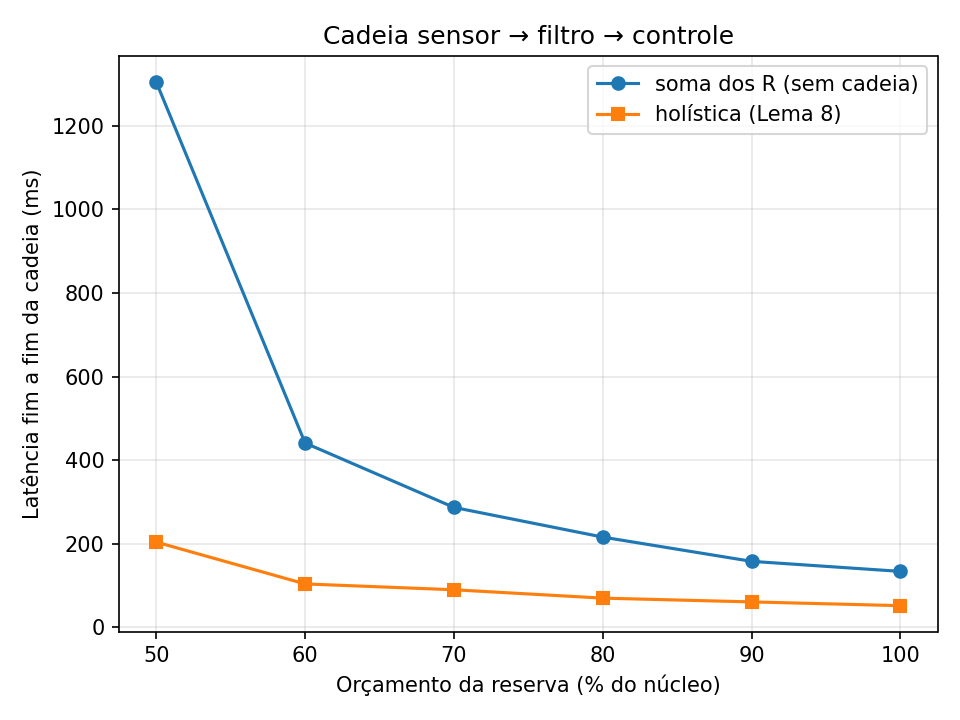 Cadeia sensor → filtro → controle
soma dos R (sem cadeia)
holística (Lema 8)
Latência fim a fim da cadeia (ms)
1200
1000
800
600
400
200
0
50 60 70 80 90 100
Orçamento da reserva (% do núcleo)